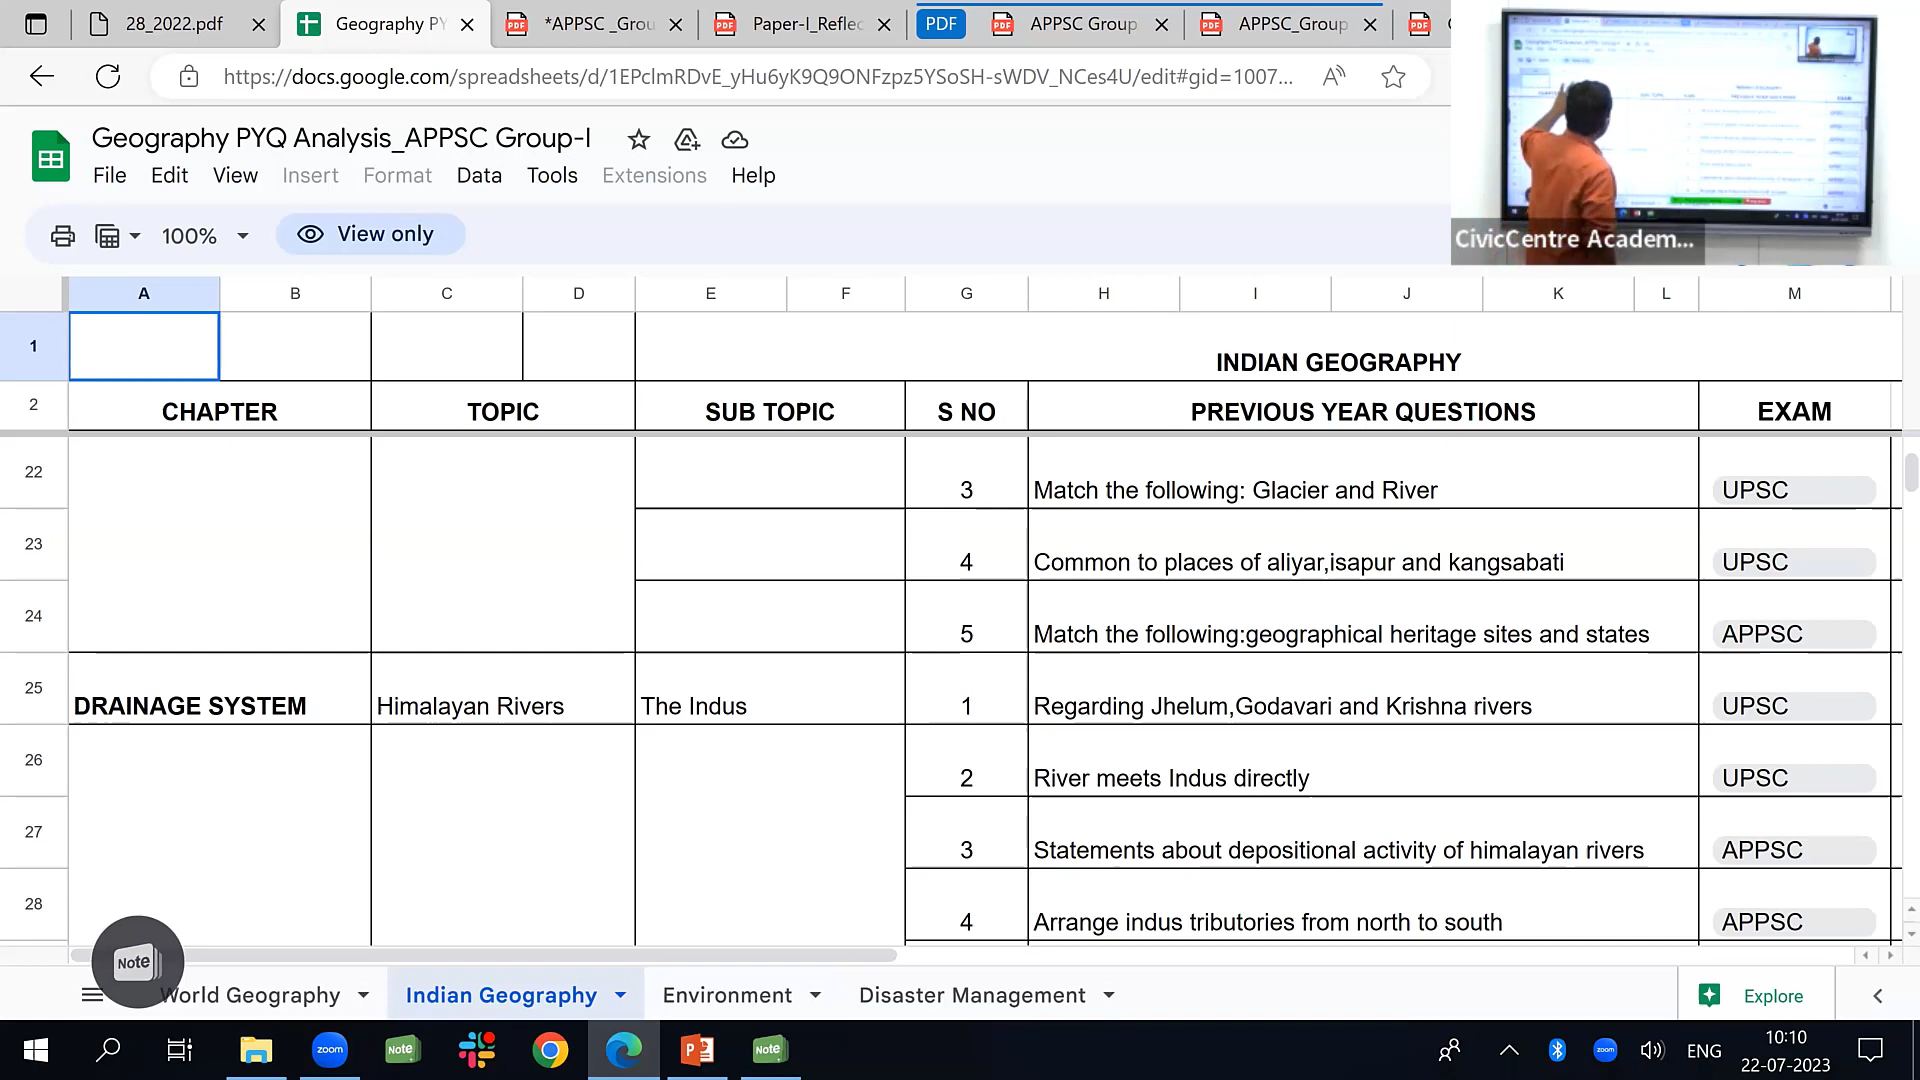 28_2022.pdf
Geography PY
*APPSC _Grou
Paper-I_Reflec
PDF
APPSC Group
APPSC_Group
https://docs.google.com/spreadsheets/d/1EPclmRDvE_yHu6yK9Q9ONFzpz5YSoSH-sWDV_NCes4U/edit#gid=1007...
Geography PYQ Analysis_APPSC Group-I
File Edit View Insert Format Data Tools Extensions Help
100% View only
CivicCentre Academ...
A B C D E F G H I J K L M
1 INDIAN GEOGRAPHY
2 CHAPTER TOPIC SUB TOPIC S NO PREVIOUS YEAR QUESTIONS EXAM
22 3 Match the following: Glacier and River UPSC
23 4 Common to places of aliyar,isapur and kangsabati UPSC
24 5 Match the following:geographical heritage sites and states APPSC
25 DRAINAGE SYSTEM Himalayan Rivers The Indus 1 Regarding Jhelum,Godavari and Krishna rivers UPSC
26 2 River meets Indus directly UPSC
27 3 Statements about depositional activity of himalayan rivers APPSC
28 4 Arrange indus tributories from north to south APPSC
Note
World Geography Indian Geography Environment Disaster Management Explore
zoom Note Note zoom ENG
10:10
22-07-2023